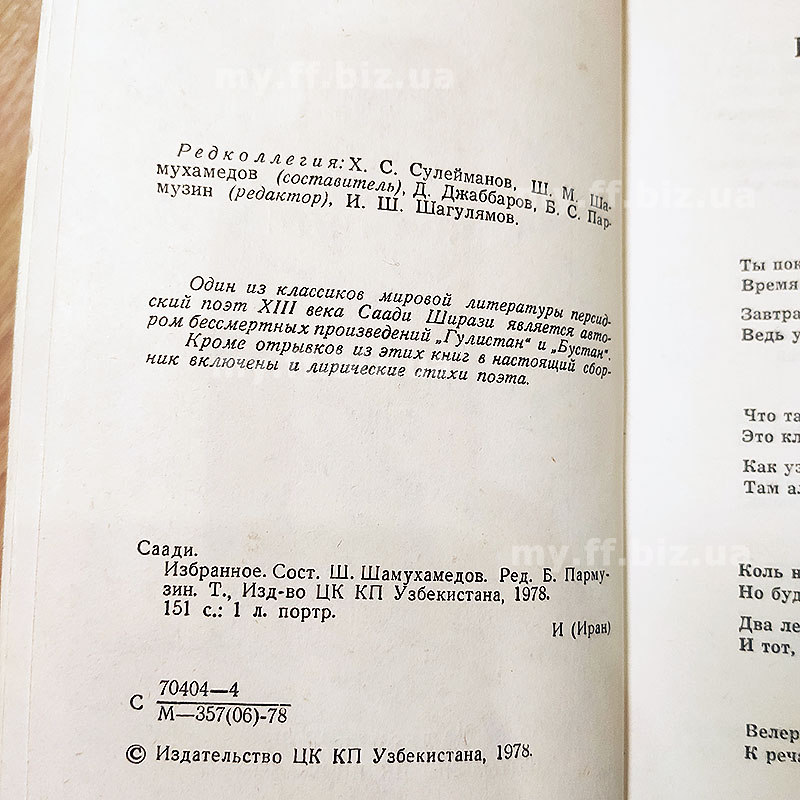 my.ff.biz.ua
Редколлегия: Х. С. Сулейманов, Ш. М. Ша-
мухамедов (составитель), Д. Джаббаров, Б. С. Пар-
музин (редактор), И. Ш. Шагулямов.
my.ff.biz.ua
Один из классиков мировой литературы персид-
ский поэт XIII века Саади Ширази является авто-
ром бессмертных произведений „Гулистан" и „Бустан".
Кроме отрывков из этих книг в настоящий сбор-
ник включены и лирические стихи поэта.
Саади.
Избранное. Сост. Ш. Шамухамедов. Ред. Б. Парму-
зин. Т., Изд-во ЦК КП Узбекистана, 1978.
151 с.: 1 л. портр.
И (Иран)
my.ff.biz.ua
С 70404—4
М—357(06)-78
© Издательство ЦК КП Узбекистана, 1978.
Ты пок
Время
Завтра
Ведь у
Что та
Это кл
Как уз
Там ал
Коль н
Но буд
Два ле
И тот,
Велер
К реча